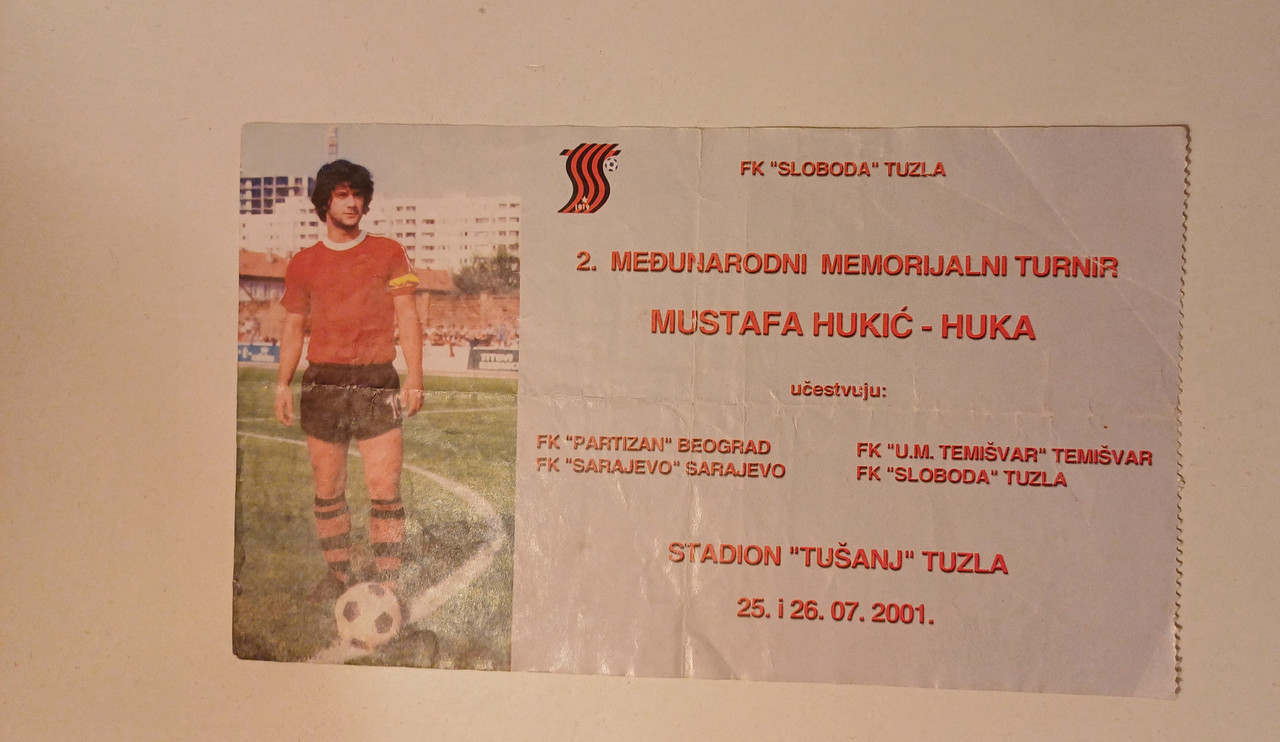 1919
FK "SLOBODA" TUZLA
2. MEĐUNARODNI MEMORIJALNI TURNIR
MUSTAFA HUKIĆ - HUKA
učestvuju:
FK "PARTIZAN" BEOGRAD
FK "SARAJEVO" SARAJEVO
FK "U.M. TEMIŠVAR" TEMIŠVAR
FK "SLOBODA" TUZLA
STADION "TUŠANJ" TUZLA
25. i 26. 07. 2001.